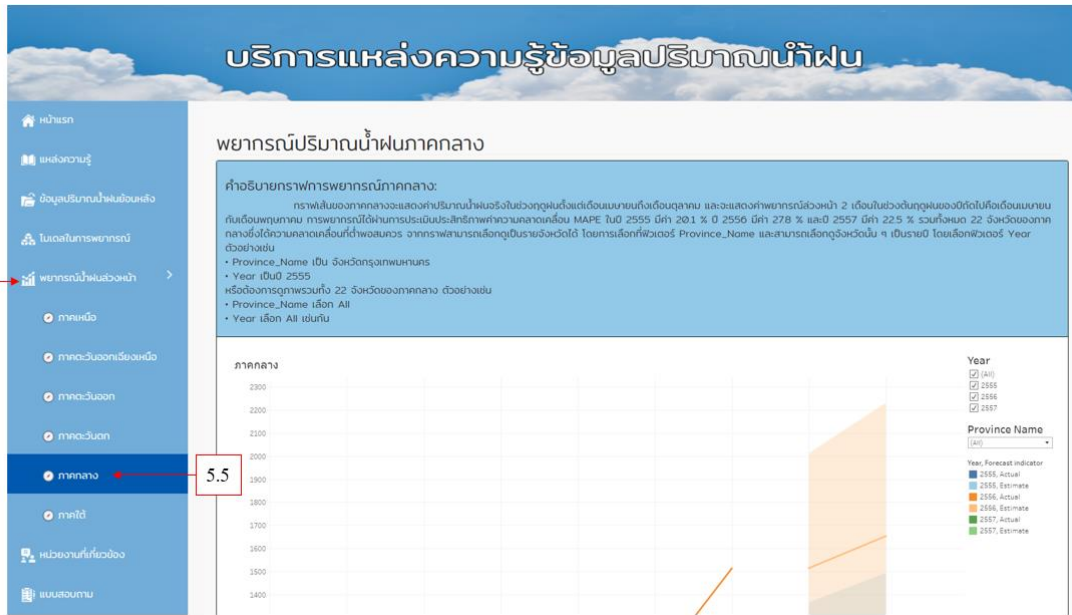 บริการแหล่งความรู้ข้อมูลปริมาณน้ำฝน
หน้าแรก
แหล่งความรู้
ข้อมูลปริมาณน้ำฝนย้อนหลัง
โมเดลในการพยากรณ์
พยากรณ์น้ำฝนล่วงหน้า
ภาคเหนือ
ภาคตะวันออกเฉียงเหนือ
ภาคตะวันออก
ภาคตะวันตก
ภาคกลาง
5.5
ภาคใต้
หน่วยงานที่เกี่ยวข้อง
แบบสอบถาม
พยากรณ์ปริมาณน้ำฝนภาคกลาง
คำอธิบายกราฟการพยากรณ์ภาคกลาง:
กราฟเส้นของภาคกลางจะแสดงค่าปริมาณน้ำฝนจริงในช่วงฤดูฝนตั้งแต่เดือนเมษายนถึงเดือนตุลาคม และจะแสดงค่าพยากรณ์ล่วงหน้า 2 เดือนในช่วงต้นฤดูฝนของปีถัดไปคือเดือนเมษายน
กับเดือนพฤษภาคม การพยากรณ์ได้ผ่านการประเมินประสิทธิภาพค่าความคลาดเคลื่อน MAPE ในปี 2555 มีค่า 20.1 % ปี 2556 มีค่า 27.8 % และปี 2557 มีค่า 22.5 % รวมทั้งหมด 22 จังหวัดของภาค
กลางซึ่งได้ความคลาดเคลื่อนที่ต่ำพอสมควร จากกราฟสามารถเลือกดูเป็นรายจังหวัดได้ โดยการเลือกที่ฟิวเตอร์ Province_Name และสามารถเลือกดูจังหวัดนั้น ๆ เป็นรายปี โดยเลือกฟิวเตอร์ Year
ตัวอย่างเช่น
• Province_Name เป็น จังหวัดกรุงเทพมหานคร
• Year เป็นปี 2555
หรือต้องการดูภาพรวมทั้ง 22 จังหวัดของภาคกลาง ตัวอย่างเช่น
• Province_Name เลือก All
• Year เลือก All เช่นกัน
ภาคกลาง
2300
2200
2100
2000
1900
1800
1700
1600
1500
1400
Year
(All)
2555
2556
2557
Province Name
(All)
Year, Forecast indicator
2555, Actual
2555, Estimate
2556, Actual
2556, Estimate
2557, Actual
2557, Estimate